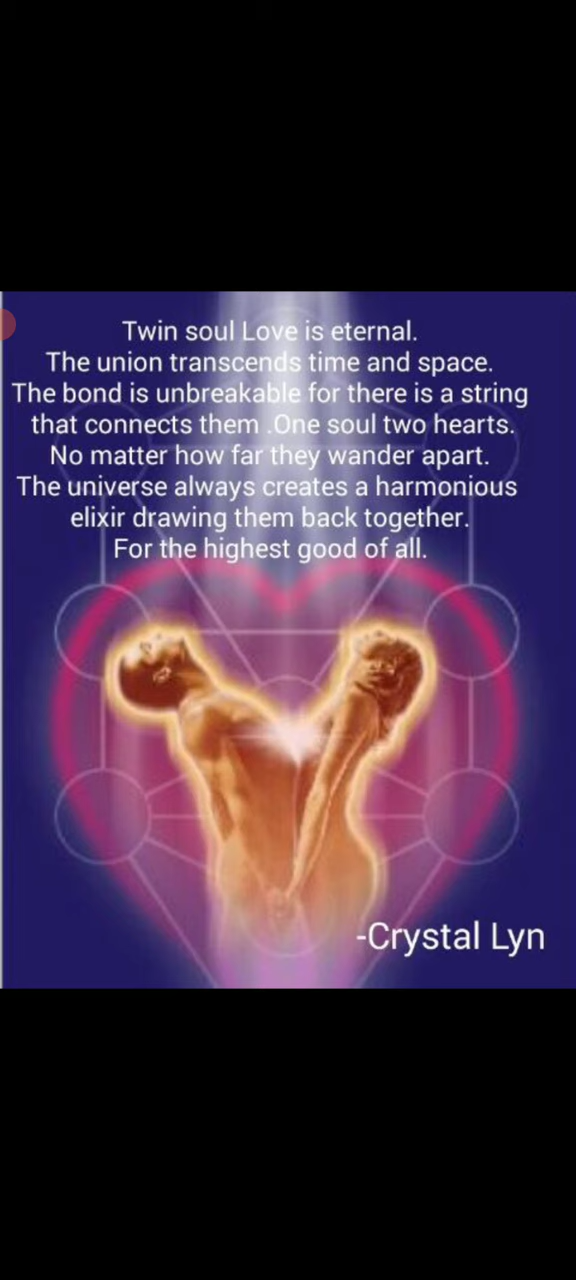 Twin soul Love is eternal.
The union transcends time and space.
The bond is unbreakable for there is a string
that connects them .One soul two hearts.
No matter how far they wander apart.
The universe always creates a harmonious
elixir drawing them back together.
For the highest good of all.
-Crystal Lyn